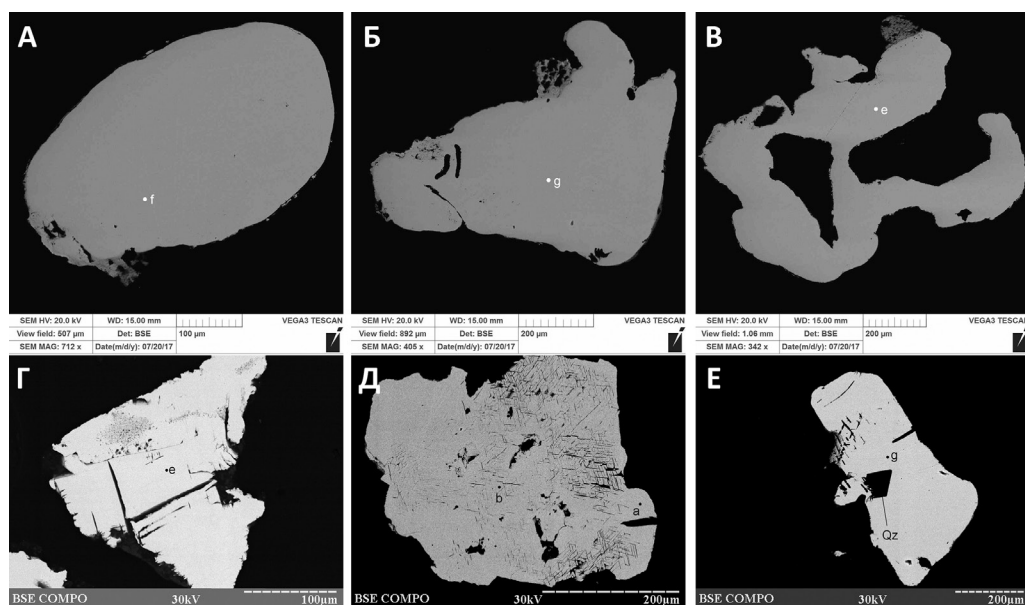 А
f
SEM HV: 20.0 kV WD: 15.00 mm VEGA3 TESCAN
View field: 507 µm Det: BSE 100 µm
SEM MAG: 712 x Date(m/d/y): 07/20/17
Б
g
SEM HV: 20.0 kV WD: 15.00 mm VEGA3 TESCAN
View field: 892 µm Det: BSE 200 µm
SEM MAG: 405 x Date(m/d/y): 07/20/17
В
e
SEM HV: 20.0 kV WD: 15.00 mm VEGA3 TESCAN
View field: 1.06 mm Det: BSE 200 µm
SEM MAG: 342 x Date(m/d/y): 07/20/17
Г
e
BSE COMPO 30kV 100µm
Д
b
a
BSE COMPO 30kV 200µm
Е
g
Qz
BSE COMPO 30kV 200µm